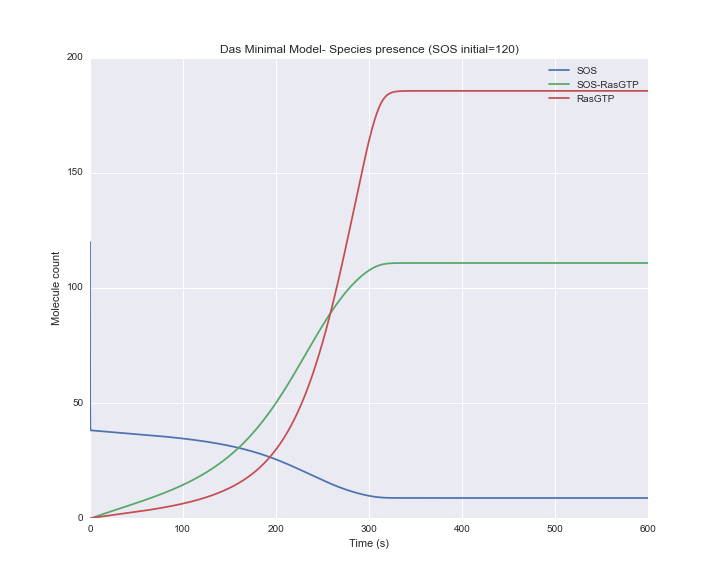 Das Minimal Model- Species presence (SOS initial=120)
200
SOS
SOS-RasGTP
RasGTP
150
Molecule count
100
50
0
0 100 200 300 400 500 600
Time (s)